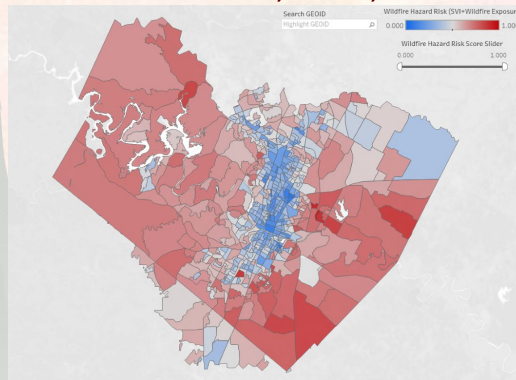 Search GEOID
Highlight GEOID
Wildfire Hazard Risk (SVI+Wildfire Exposur
0.000
1.000
Wildfire Hazard Risk Score Slider
0.000
1.000